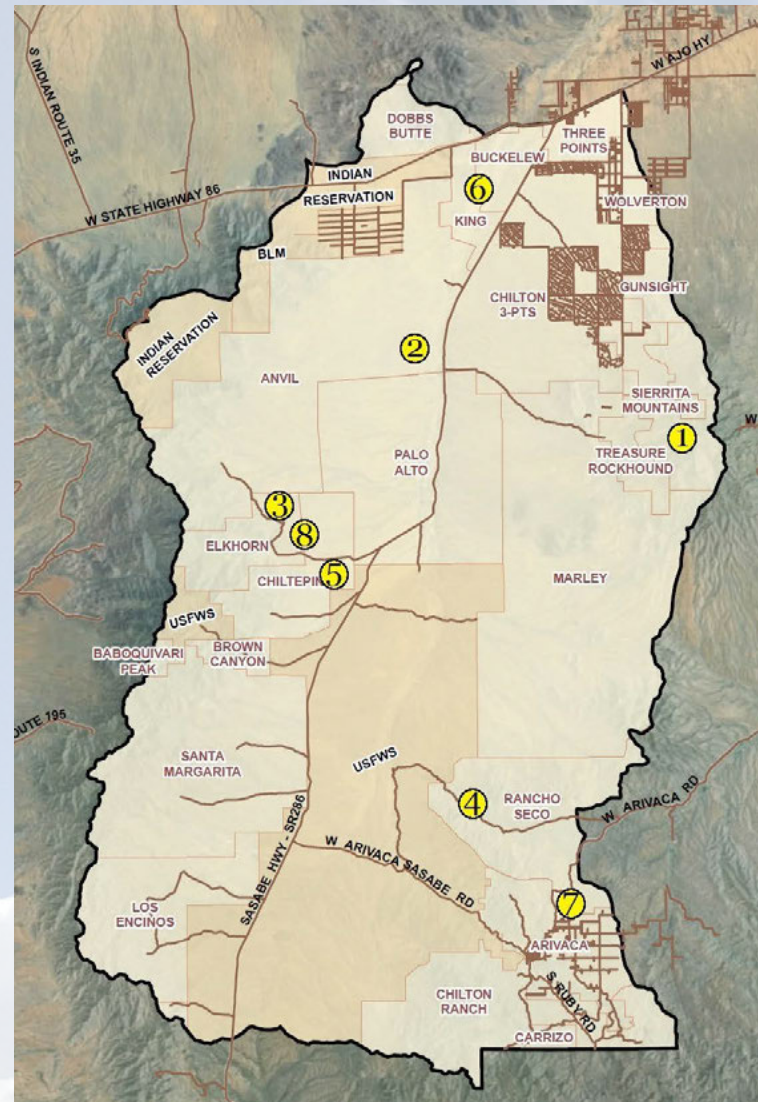 W AJO HY
S INDIAN ROUTE 35
DOBBS
BUTTE
THREE
POINTS
BUCKELEW
INDIAN
RESERVATION
6
KING
WOLVERTON
W STATE HIGHWAY 86
BLM
GUNSIGHT
CHILTON
3-PTS
INDIAN
RESERVATION
2
ANVIL
SIERRITA
MOUNTAINS
1
W
PALO
ALTO
TREASURE
ROCKHOUND
3
8
ELKHORN
5
CHILTEPIN
MARLEY
USFWS
BABOQUIVARI
PEAK
BROWN
CANYON
OUTE 195
SANTA
MARGARITA
USFWS
4
RANCHO
SECO
W ARIVACA RD
SASABE HWY - SR286
W ARIVACA SASABE RD
LOS
ENCINOS
7
ARIVACA
S RUBY RD
CHILTON
RANCH
CARRIZO